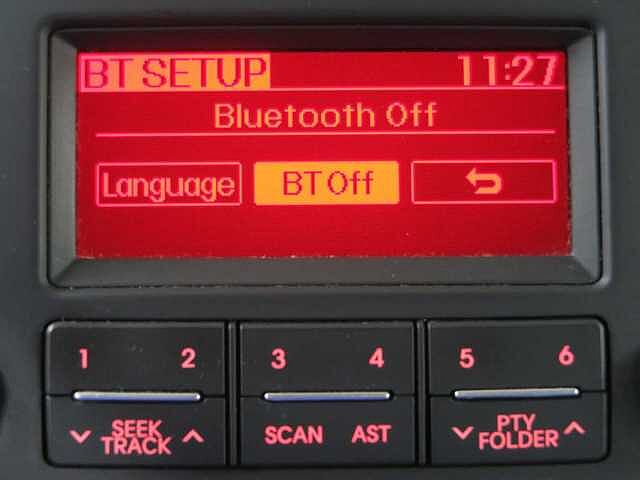 BT SETUP 11:27
Bluetooth Off
Language BT Off
1 2 3 4 5 6
SEEK TRACK SCAN AST PTY FOLDER